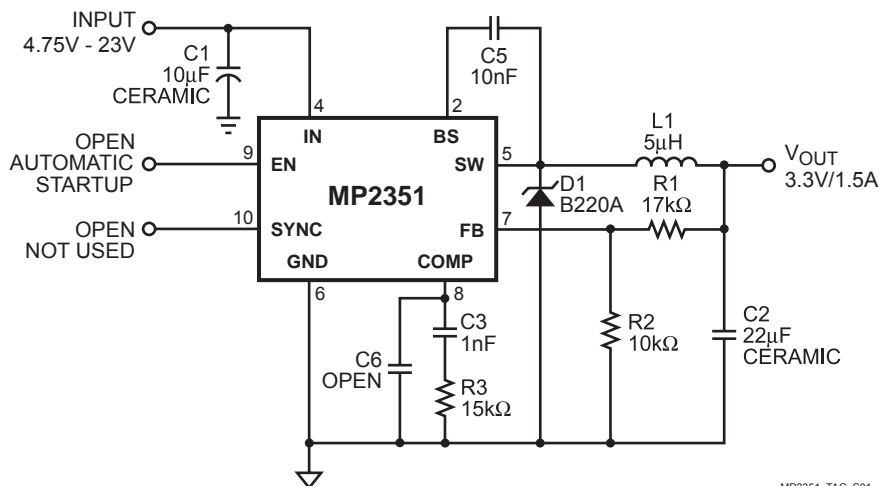 INPUT
4.75V - 23V
C1
10µF
CERAMIC
C5
10nF
4
2
IN
BS
OPEN
AUTOMATIC
STARTUP
9
EN
SW
5
L1
5µH
VOUT
3.3V/1.5A
MP2351
D1
B220A
R1
17kΩ
OPEN
NOT USED
10
SYNC
FB
7
GND
COMP
6
8
C3
1nF
R2
10kΩ
C2
22µF
CERAMIC
C6
OPEN
R3
15kΩ
MP2351_TAC_S01